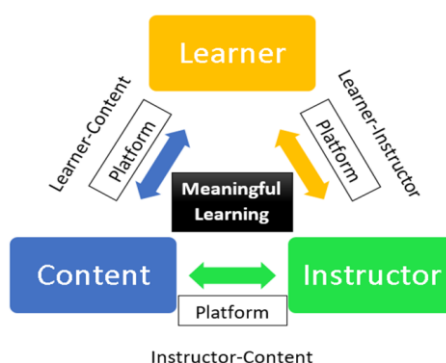 Learner
Learner-Content
Platform
Platform
Learner-Instructor
Meaningful
Learning
Content
Instructor
Platform
Instructor-Content